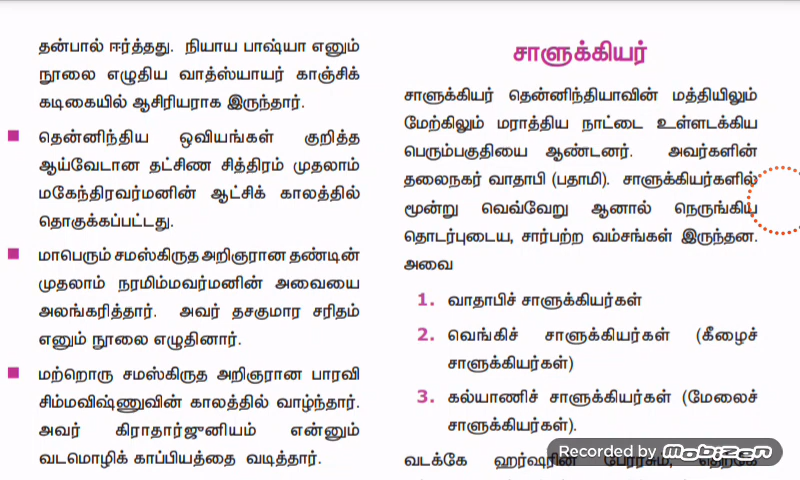 தன்பால் ஈர்த்தது. நியாய பாஷ்யா எனும்
நூலை எழுதிய வாத்ஸ்யாயர் காஞ்சிக்
கடிகையில் ஆசிரியராக இருந்தார்.
தென்னிந்திய ஓவியங்கள் குறித்த
ஆய்வேடான தட்சிண சித்திரம் முதலாம்
மகேந்திரவர்மனின் ஆட்சிக் காலத்தில்
தொகுக்கப்பட்டது.
மாபெரும் சமஸ்கிருத அறிஞரான தண்டின்
முதலாம் நரமிம்மவர்மனின் அவையை
அலங்கரித்தார். அவர் தசகுமார சரிதம்
எனும் நூலை எழுதினார்.
மற்றொரு சமஸ்கிருத அறிஞரான பாரவி
சிம்மவிஷ்ணுவின் காலத்தில் வாழ்ந்தார்.
அவர் கிராதார்ஜுனியம் என்னும்
வடமொழிக் காப்பியத்தை வடித்தார்.
சாளுக்கியர்
சாளுக்கியர் தென்னிந்தியாவின் மத்தியிலும்
மேற்கிலும் மராத்திய நாட்டை உள்ளடக்கிய
பெரும்பகுதியை ஆண்டனர். அவர்களின்
தலைநகர் வாதாபி (பதாமி). சாளுக்கியர்களில்
மூன்று வெவ்வேறு ஆனால் நெருங்கிய
தொடர்புடைய, சார்பற்ற வம்சங்கள் இருந்தன.
அவை
1. வாதாபிச் சாளுக்கியர்கள்
2. வெங்கிச் சாளுக்கியர்கள் (கீழைச்
சாளுக்கியர்கள்)
3. கல்யாணிச் சாளுக்கியர்கள் (மேலைச்
சாளுக்கியர்கள்).
வடக்கே ஹர்ஷரின் பேரரசும், தெற்கே
Recorded by mobizen